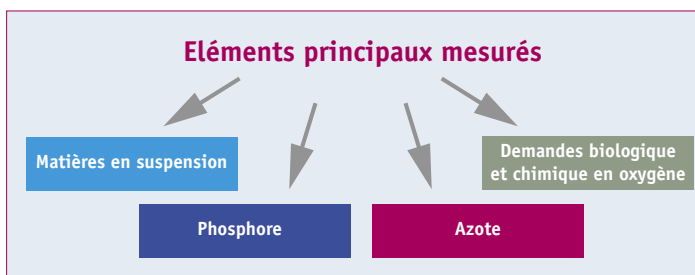 Eléments principaux mesurés
Matières en suspension
Demandes biologique
et chimique en oxygène
Phosphore
Azote